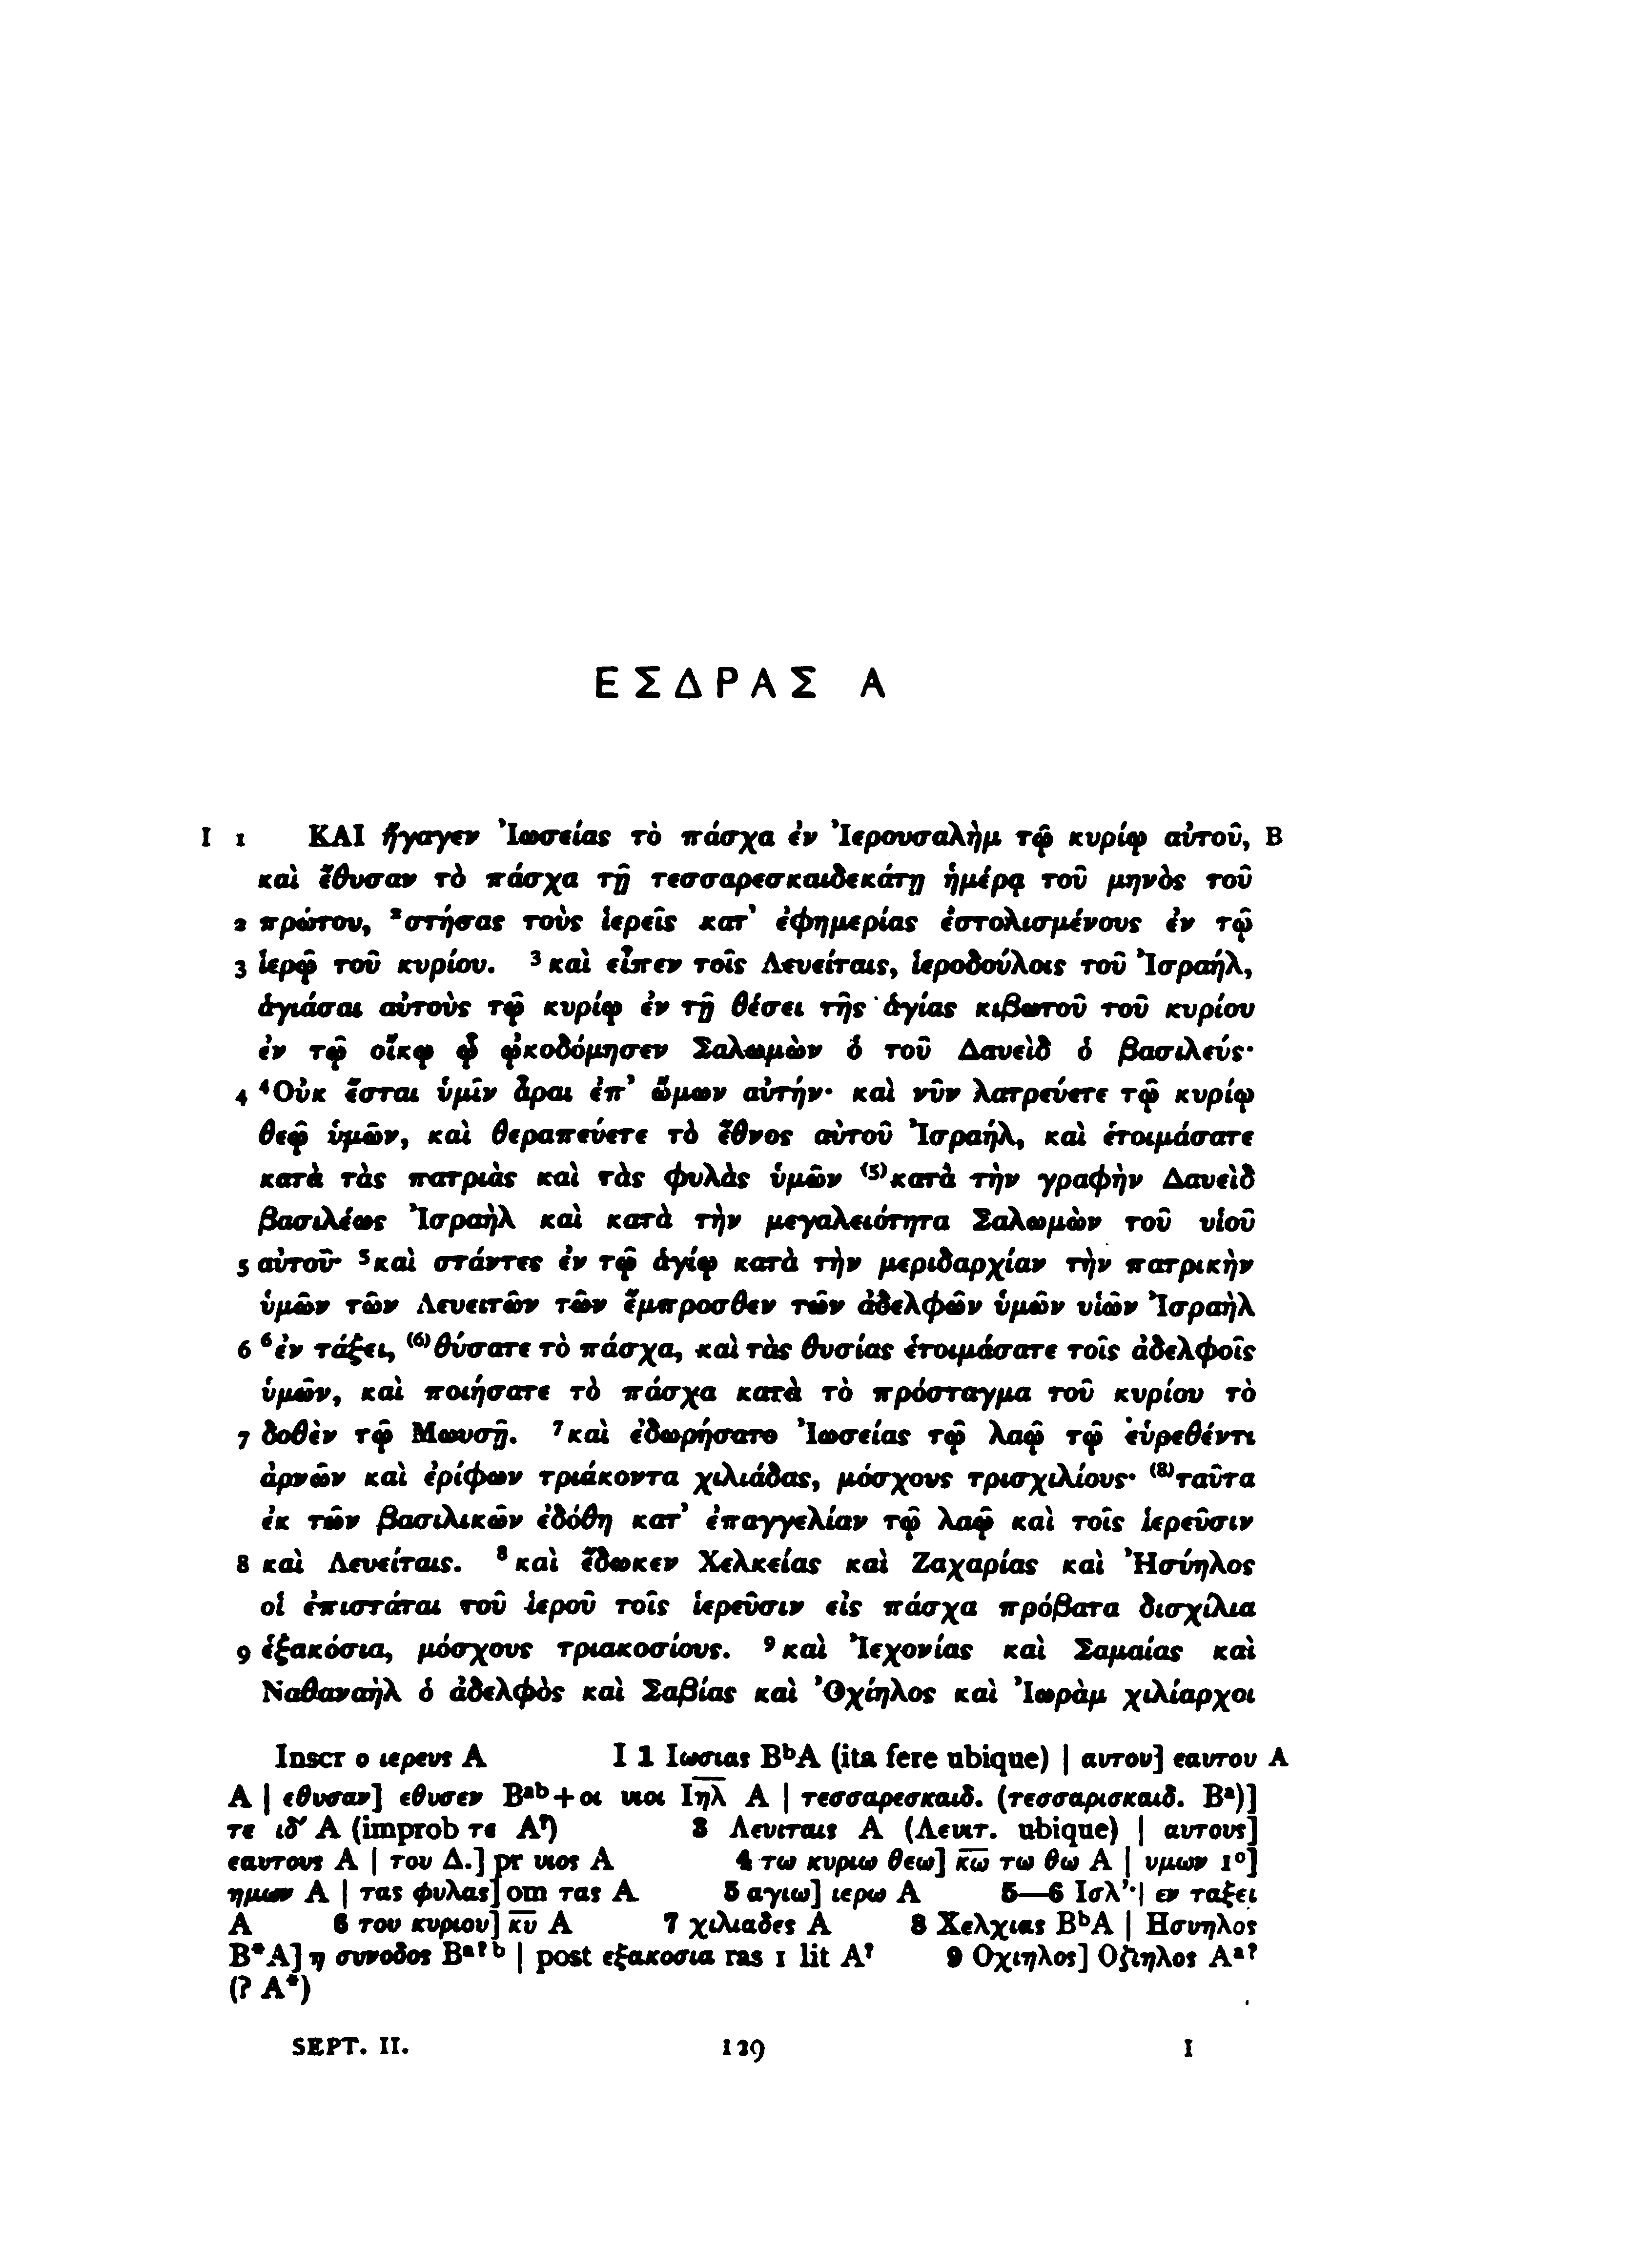 ΕΣΔΡΑΣ Α
I 1 ΚΑΙ ἤγαγεν Ἰωσείας τὸ πάσχα ἐν Ἰερουσαλὴμ τῷ κυρίῳ αὐτοῦ, B
καὶ ἔθυσαν τὸ πάσχα τῇ τεσσαρεσκαιδεκάτῃ ἡμέρᾳ τοῦ μηνὸς τοῦ
2 πρώτου, ²στήσας τοὺς ἱερεῖς κατ᾽ ἐφημερίας ἐστολισμένους ἐν τῷ
3 ἱερῷ τοῦ κυρίου. ³καὶ εἶπεν τοῖς Λευείταις, ἱεροδούλοις τοῦ Ἰσραήλ,
ἁγιάσαι αὐτοὺς τῷ κυρίῳ ἐν τῇ θέσει τῆς ἁγίας κιβωτοῦ τοῦ κυρίου
ἐν τῷ οἴκῳ ᾧ ᾠκοδόμησεν Σαλωμὼν ὁ τοῦ Δαυεὶδ ὁ βασιλεύς·
4 ⁴Οὐκ ἔσται ὑμῖν ἆραι ἐπ᾽ ὤμων αὐτήν· καὶ νῦν λατρεύετε τῷ κυρίῳ
θεῷ ὑμῶν, καὶ θεραπεύετε τὸ ἔθνος αὐτοῦ Ἰσραήλ, καὶ ἑτοιμάσατε
κατὰ τὰς πατριὰς καὶ τὰς φυλὰς ὑμῶν ⁽⁵⁾κατὰ τὴν γραφὴν Δαυεὶδ
βασιλέως Ἰσραὴλ καὶ κατὰ τὴν μεγαλειότητα Σαλωμὼν τοῦ υἱοῦ
5 αὐτοῦ· ⁵καὶ στάντες ἐν τῷ ἁγίῳ κατὰ τὴν μεριδαρχίαν τὴν πατρικὴν
ὑμῶν τῶν Λευειτῶν τῶν ἔμπροσθεν τῶν ἀδελφῶν ὑμῶν υἱῶν Ἰσραὴλ
6 ⁶ἐν τάξει, ⁽⁶⁾θύσατε τὸ πάσχα, καὶ τὰς θυσίας ἑτοιμάσατε τοῖς ἀδελφοῖς
ὑμῶν, καὶ ποιήσατε τὸ πάσχα κατὰ τὸ πρόσταγμα τοῦ κυρίου τὸ
7 δοθὲν τῷ Μωυσῇ. ⁷καὶ ἐδωρήσατο Ἰωσείας τῷ λαῷ τῷ εὑρεθέντι
ἀρνῶν καὶ ἐρίφων τριάκοντα χιλιάδας, μόσχους τρισχιλίους· ⁽⁸⁾ταῦτα
ἐκ τῶν βασιλικῶν ἐδόθη κατ᾽ ἐπαγγελίαν τῷ λαῷ καὶ τοῖς ἱερεῦσιν
8 καὶ Λευείταις. ⁸καὶ ἔδωκεν Χελκείας καὶ Ζαχαρίας καὶ Ἠσύηλος
οἱ ἐπιστάται τοῦ ἱεροῦ τοῖς ἱερεῦσιν εἰς πάσχα πρόβατα δισχίλια
9 ἑξακόσια, μόσχους τριακοσίους. ⁹καὶ Ἰεχονίας καὶ Σαμαίας καὶ
Ναθαναὴλ ὁ ἀδελφὸς καὶ Σαβίας καὶ Ὀχίηλος καὶ Ἰωρὰμ χιλίαρχοι
Inscr ο ιερευς A I 1 Ιωσιας BᵇA (ita fere ubique) | αυτου] εαυτου A
A | εθυσαν] εθυσεν Bᵃᵇ+οι υιοι Ιη̅λ̅ A | τεσσαρεσκαιδ. (τεσσαρισκαιδ. Bᵃ)]
τε ιδ′ A (improb τε A?) 3 Λευιταις A (Λευιτ. ubique) | αυτους]
εαυτους A | του Δ.] pr υιος A 4 τω κυριω θεω] κ̅ω̅ τω θω A | υμων 1°]
ημων A | τας φυλας] om τας A 5 αγιω] ιερω A 5—6 Ισλ’·| εν ταξει
A 6 του κυριου] κ̅υ̅ A 7 χιλιαδες A 8 Χελχιας BᵇA | Ησυηλος
B*A] η συνοδος Bᵃ?ᵇ | post εξακοσια ras 1 lit A? 9 Οχιηλος] Οζιηλος Aᵃ?
(? A*)
SEPT. II. 129 I